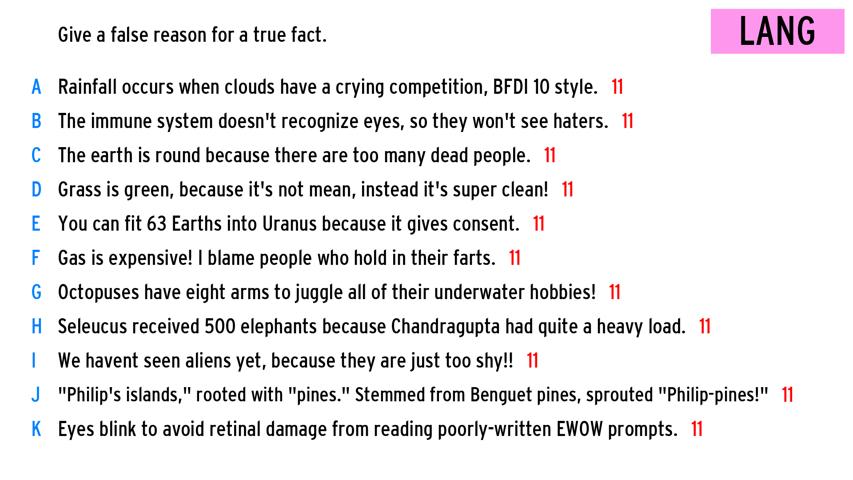 Give a false reason for a true fact.
LANG
A Rainfall occurs when clouds have a crying competition, BFDI 10 style. 11
B The immune system doesn't recognize eyes, so they won't see haters. 11
C The earth is round because there are too many dead people. 11
D Grass is green, because it's not mean, instead it's super clean! 11
E You can fit 63 Earths into Uranus because it gives consent. 11
F Gas is expensive! I blame people who hold in their farts. 11
G Octopuses have eight arms to juggle all of their underwater hobbies! 11
H Seleucus received 500 elephants because Chandragupta had quite a heavy load. 11
I We havent seen aliens yet, because they are just too shy!! 11
J "Philip's islands," rooted with "pines." Stemmed from Benguet pines, sprouted "Philip-pines!" 11
K Eyes blink to avoid retinal damage from reading poorly-written EWOW prompts. 11